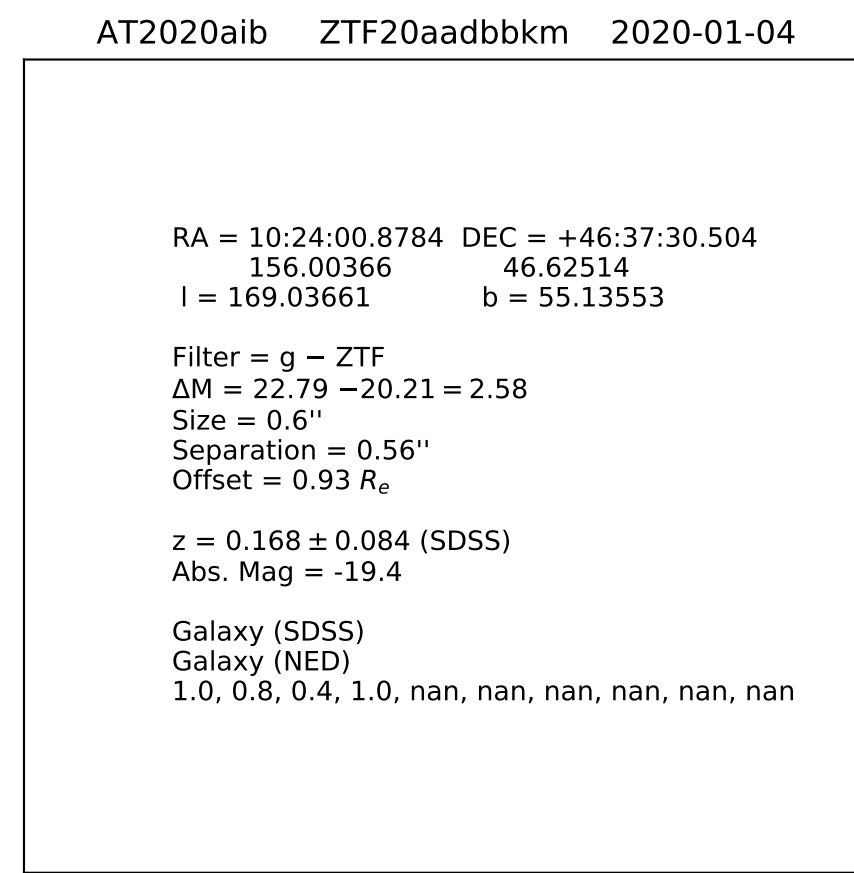 AT2020aib ZTF20aadbbkm 2020-01-04
RA = 10:24:00.8784 DEC = +46:37:30.504
156.00366 46.62514
l = 169.03661 b = 55.13553
Filter = g − ZTF
ΔM = 22.79 −20.21 = 2.58
Size = 0.6''
Separation = 0.56''
Offset = 0.93 Re
z = 0.168 ± 0.084 (SDSS)
Abs. Mag = -19.4
Galaxy (SDSS)
Galaxy (NED)
1.0, 0.8, 0.4, 1.0, nan, nan, nan, nan, nan, nan